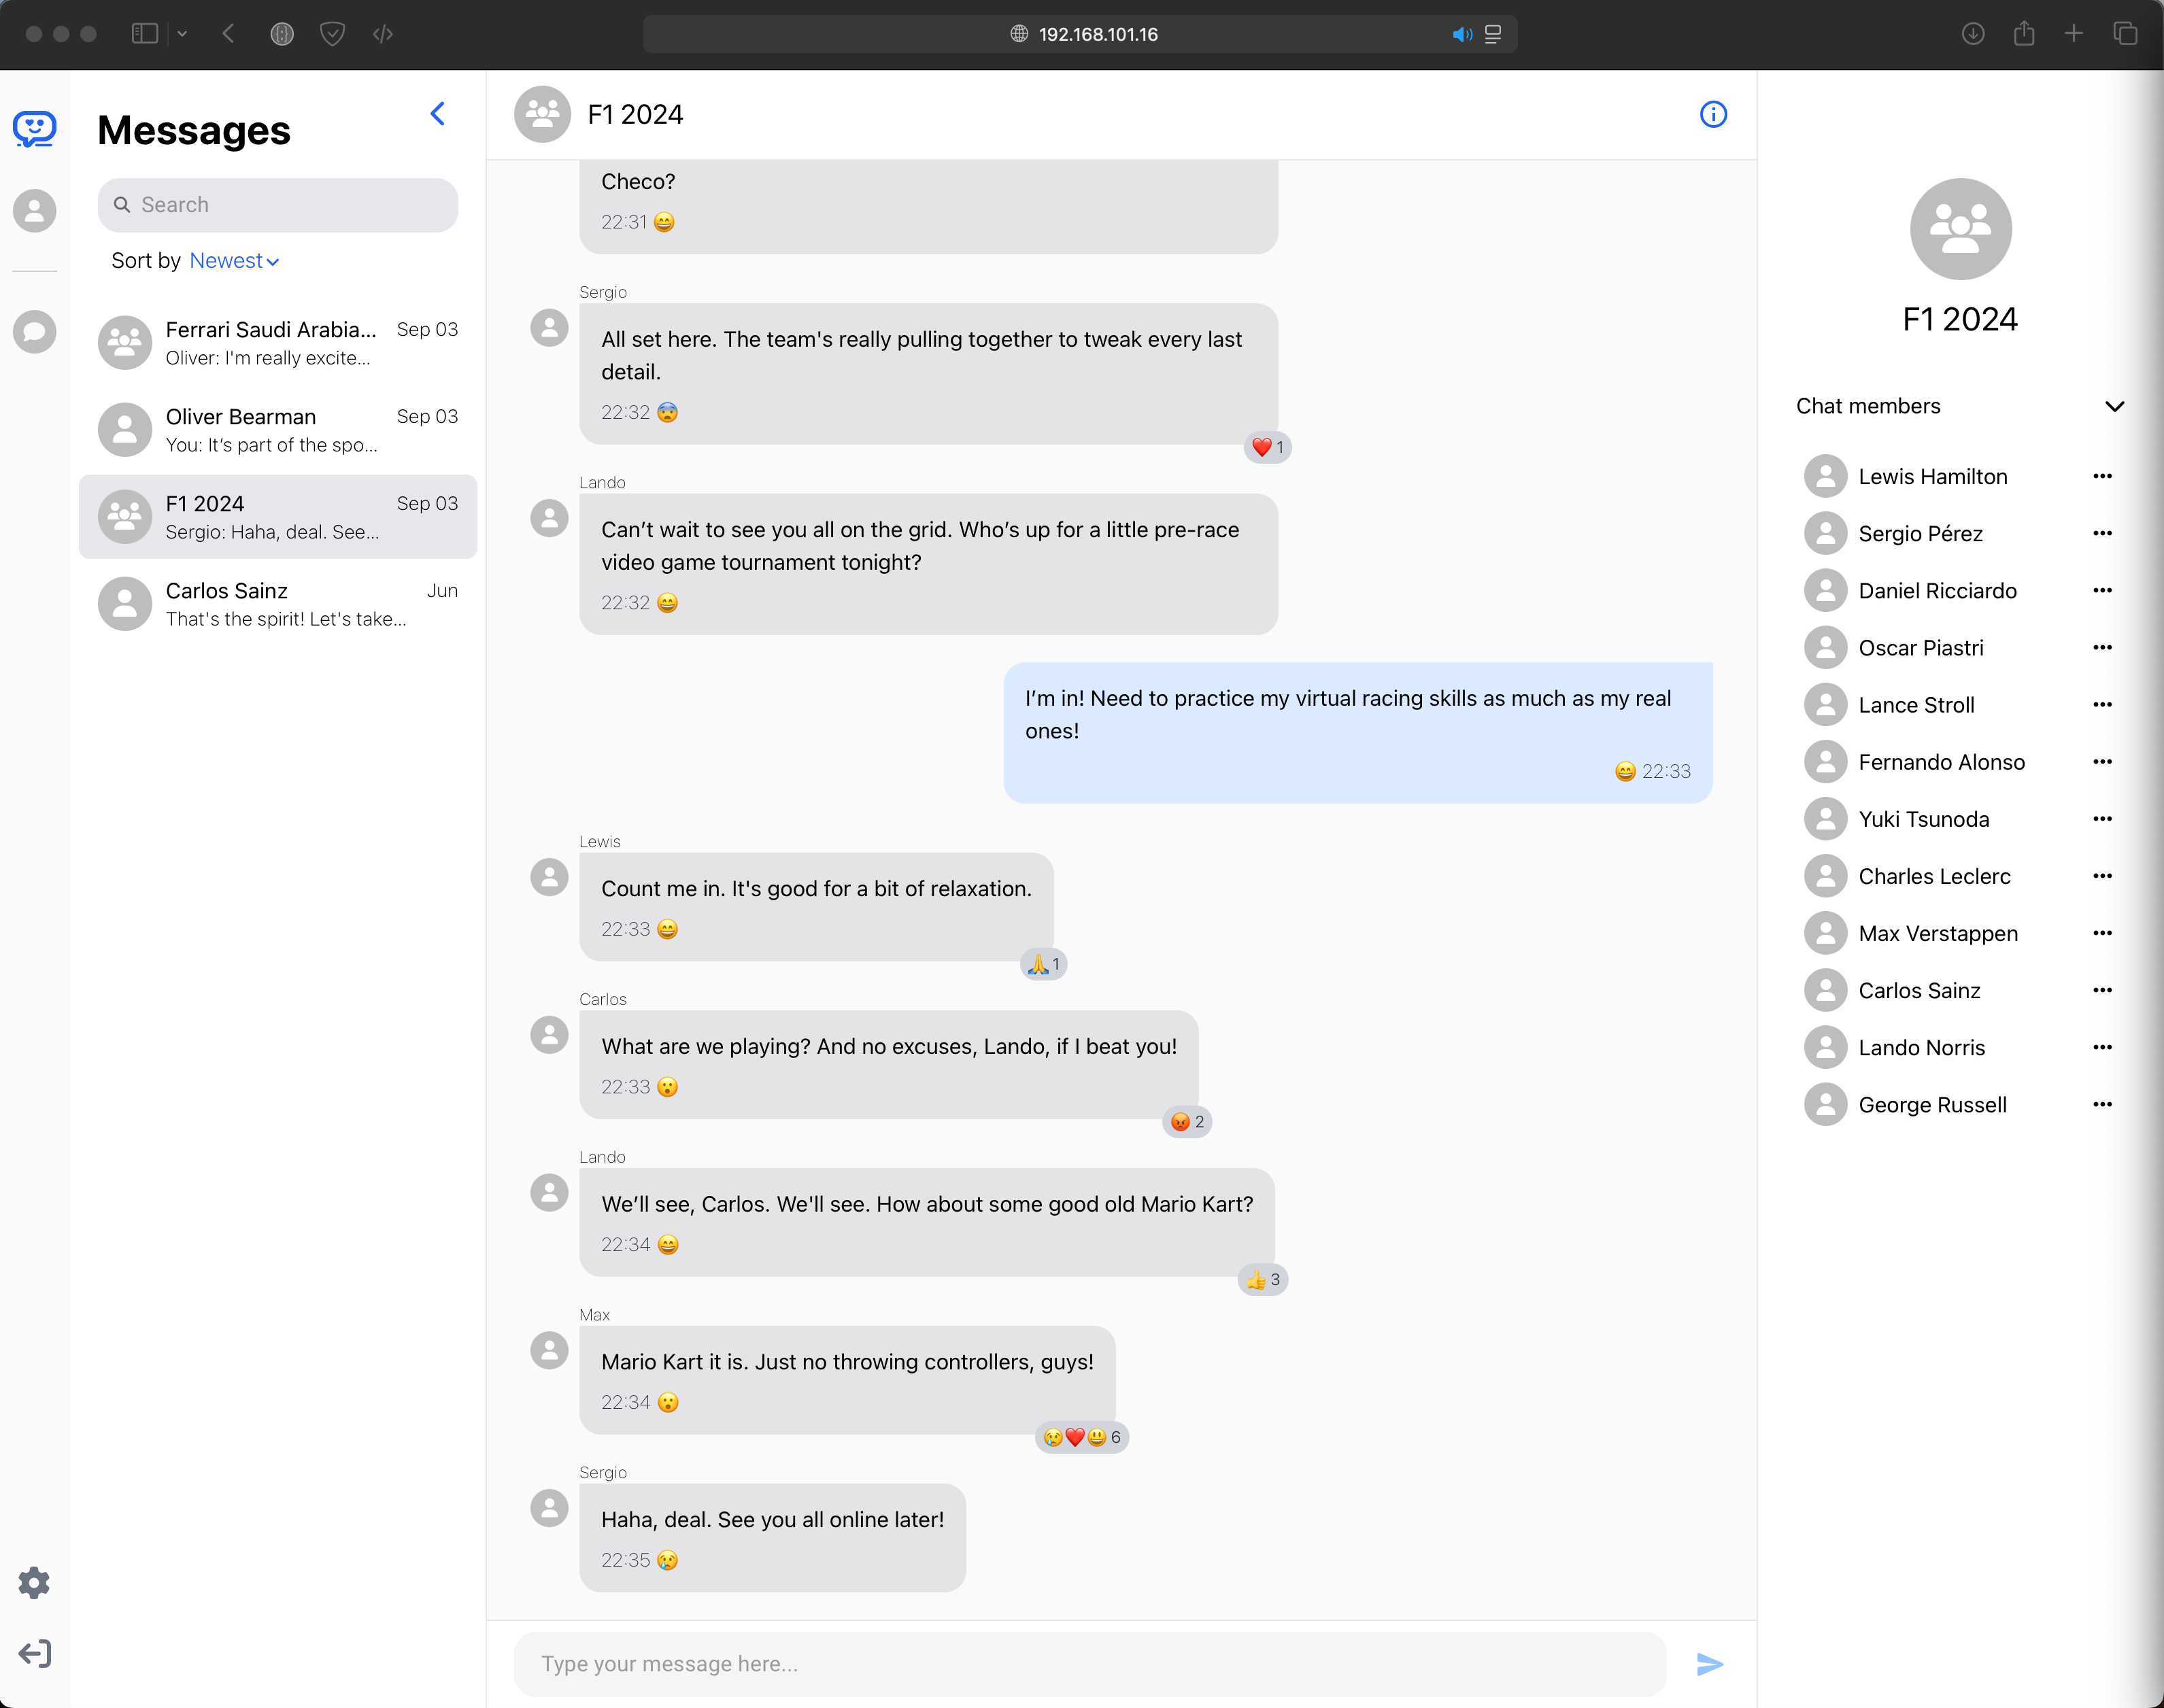 192.168.101.16
Messages
Search
Sort by Newest
Ferrari Saudi Arabia... Sep 03
Oliver: I'm really excite...
Oliver Bearman Sep 03
You: It’s part of the spo...
F1 2024 Sep 03
Sergio: Haha, deal. See...
Carlos Sainz Jun
That's the spirit! Let's take...
F1 2024
Checo?
22:31 😄
Sergio
All set here. The team's really pulling together to tweak every last
detail.
22:32 😨
❤️ 1
Lando
Can’t wait to see you all on the grid. Who’s up for a little pre-race
video game tournament tonight?
22:32 😄
I’m in! Need to practice my virtual racing skills as much as my real
ones!
😄 22:33
Lewis
Count me in. It's good for a bit of relaxation.
22:33 😄
🙏 1
Carlos
What are we playing? And no excuses, Lando, if I beat you!
22:33 😮
😡 2
Lando
We’ll see, Carlos. We'll see. How about some good old Mario Kart?
22:34 😄
👍 3
Max
Mario Kart it is. Just no throwing controllers, guys!
22:34 😮
😢❤️😃 6
Sergio
Haha, deal. See you all online later!
22:35 😢
Type your message here...
F1 2024
Chat members
Lewis Hamilton
Sergio Pérez
Daniel Ricciardo
Oscar Piastri
Lance Stroll
Fernando Alonso
Yuki Tsunoda
Charles Leclerc
Max Verstappen
Carlos Sainz
Lando Norris
George Russell